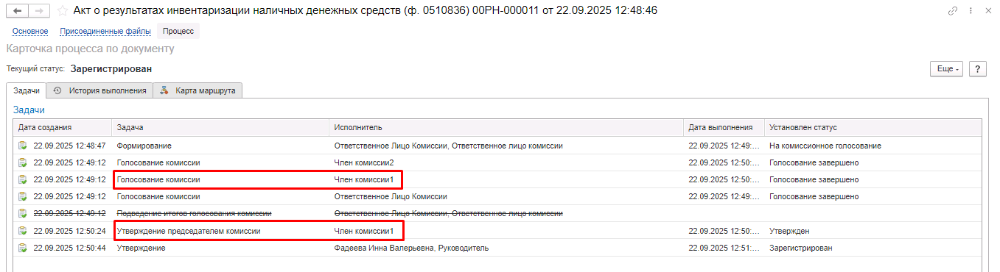 Акт о результатах инвентаризации наличных денежных средств (ф. 0510836) 00РН-000011 от 22.09.2025 12:48:46
Основное Присоединенные файлы Процесс
Карточка процесса по документу
Текущий статус: Зарегистрирован Еще ?
Задачи История выполнения Карта маршрута
Задачи
Дата создания Задача Исполнитель Дата выполнения Установлен статус
22.09.2025 12:48:47 Формирование Ответственное Лицо Комиссии, Ответственное лицо комиссии 22.09.2025 12:49:... На комиссионное голосование
22.09.2025 12:49:12 Голосование комиссии Член комиссии2 22.09.2025 12:50:... Голосование завершено
22.09.2025 12:49:12 Голосование комиссии Член комиссии1 22.09.2025 12:50:... Голосование завершено
22.09.2025 12:49:12 Голосование комиссии Ответственное Лицо Комиссии 22.09.2025 12:49:... Голосование завершено
22.09.2025 12:49:12 Подведение итогов голосования комиссии Ответственное Лицо Комиссии, Ответственное лицо комиссии
22.09.2025 12:50:24 Утверждение председателем комиссии Член комиссии1 22.09.2025 12:50:... Утвержден
22.09.2025 12:50:44 Утверждение Фадеева Инна Валерьевна, Руководитель 22.09.2025 12:51:... Зарегистрирован